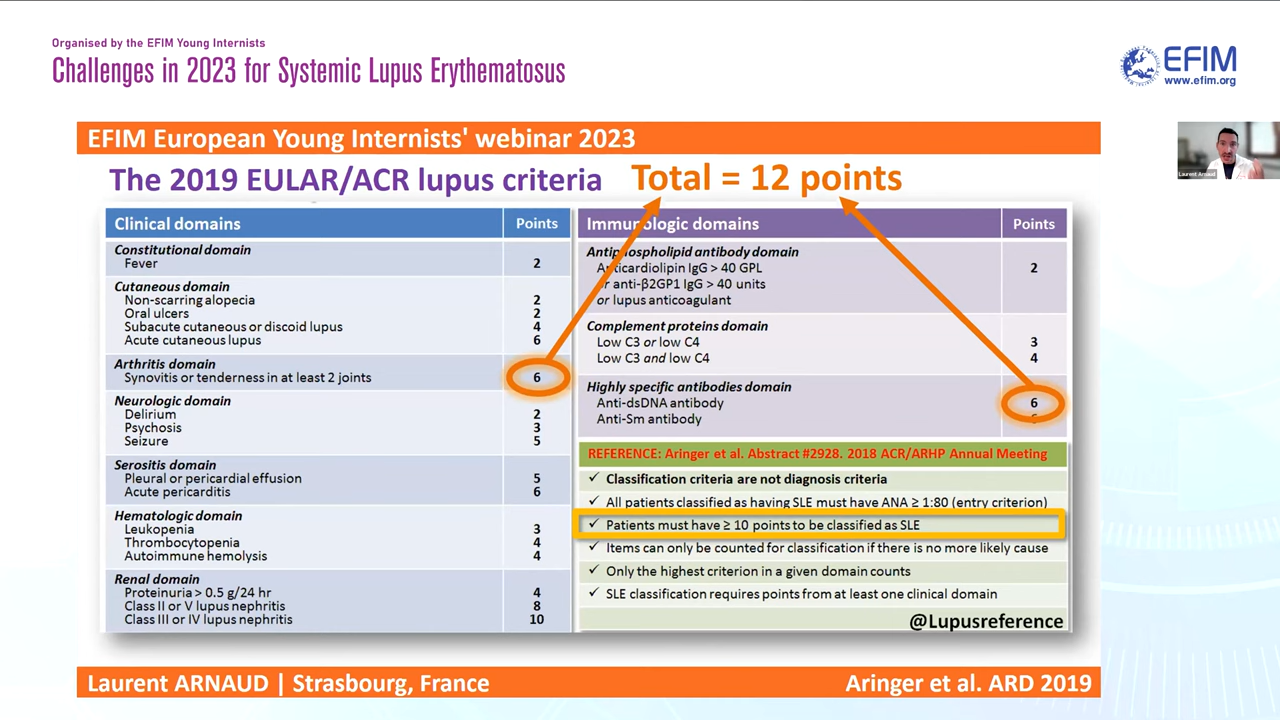 Organised by the EFIM Young Internists
Challenges in 2023 for Systemic Lupus Erythematosus
EFIM
www.efim.org
Laurent Arnaud
EFIM European Young Internists' webinar 2023
The 2019 EULAR/ACR lupus criteria
Total = 12 points
Clinical domains Points
Constitutional domain
Fever 2
Cutaneous domain
Non-scarring alopecia 2
Oral ulcers 2
Subacute cutaneous or discoid lupus 4
Acute cutaneous lupus 6
Arthritis domain
Synovitis or tenderness in at least 2 joints 6
Neurologic domain
Delirium 2
Psychosis 3
Seizure 5
Serositis domain
Pleural or pericardial effusion 5
Acute pericarditis 6
Hematologic domain
Leukopenia 3
Thrombocytopenia 4
Autoimmune hemolysis 4
Renal domain
Proteinuria > 0.5 g/24 hr 4
Class II or V lupus nephritis 8
Class III or IV lupus nephritis 10
Immunologic domains Points
Antiphospholipid antibody domain
Anticardiolipin IgG > 40 GPL 2
or anti-β2GP1 IgG > 40 units
or lupus anticoagulant
Complement proteins domain
Low C3 or low C4 3
Low C3 and low C4 4
Highly specific antibodies domain
Anti-dsDNA antibody 6
Anti-Sm antibody 6
REFERENCE: Aringer et al. Abstract #2928. 2018 ACR/ARHP Annual Meeting
✓ Classification criteria are not diagnosis criteria
✓ All patients classified as having SLE must have ANA ≥ 1:80 (entry criterion)
✓ Patients must have ≥ 10 points to be classified as SLE
✓ Items can only be counted for classification if there is no more likely cause
✓ Only the highest criterion in a given domain counts
✓ SLE classification requires points from at least one clinical domain
@Lupusreference
Laurent ARNAUD | Strasbourg, France
Aringer et al. ARD 2019